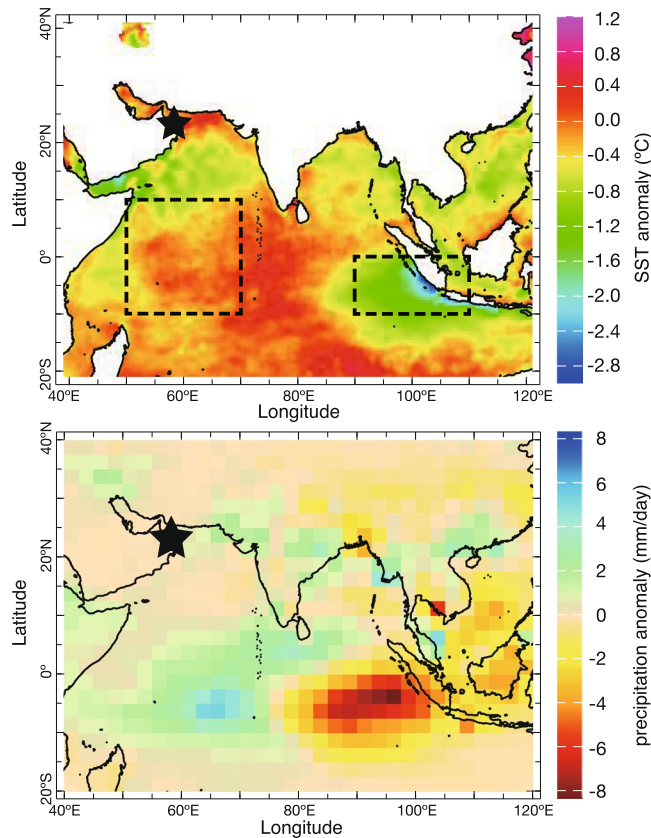 40°N
20°N
0°
20°S
Latitude
40°E
60°E
80°E
100°E
120°E
Longitude
1.2
0.8
0.4
0.0
-0.4
-0.8
-1.2
-1.6
-2.0
-2.4
-2.8
SST anomaly (°C)
40°N
20°N
0°
20°S
Latitude
40°E
60°E
80°E
100°E
120°E
Longitude
8
6
4
2
0
-2
-4
-6
-8
precipitation anomaly (mm/day)